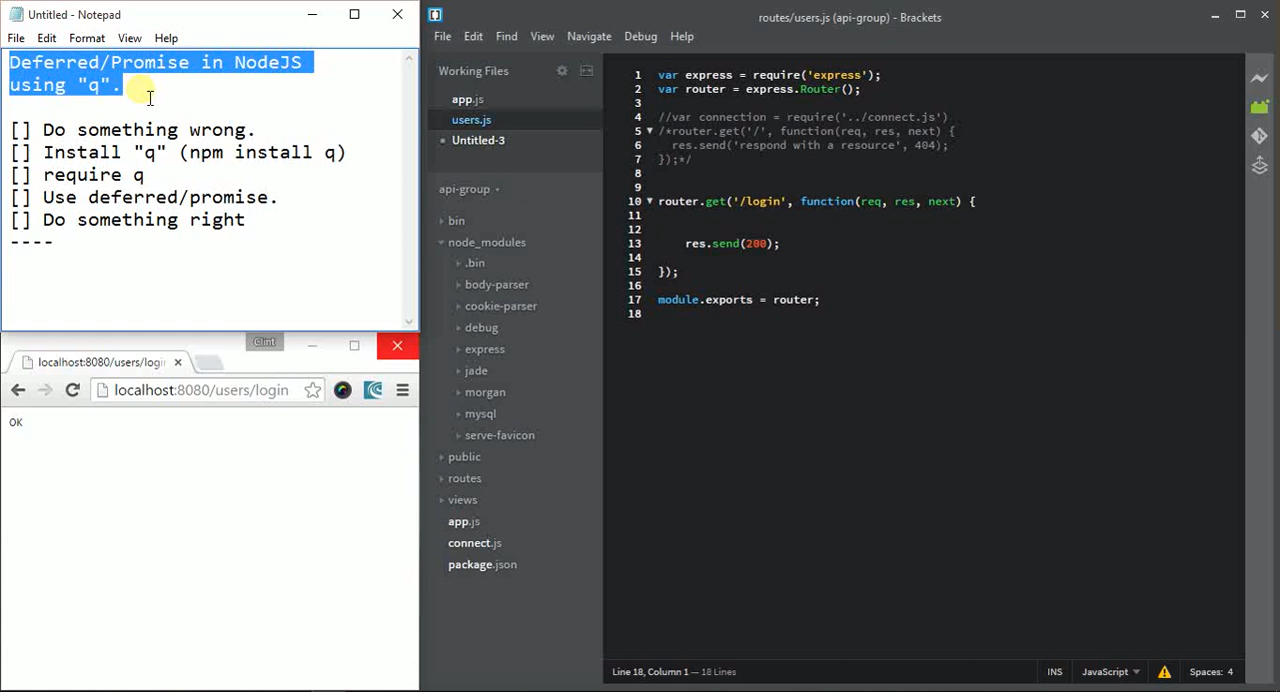 Untitled - Notepad
File Edit Format View Help
Deferred/Promise in NodeJS
using "q".
[] Do something wrong.
[] Install "q" (npm install q)
[] require q
[] Use deferred/promise.
[] Do something right
----
Clint
localhost:8080/users/login
localhost:8080/users/login
OK
routes/users.js (api-group) - Brackets
File Edit Find View Navigate Debug Help
Working Files
app.js
users.js
Untitled-3
api-group
bin
node_modules
.bin
body-parser
cookie-parser
debug
express
jade
morgan
mysql
serve-favicon
public
routes
views
app.js
connect.js
package.json
1 var express = require('express');
2 var router = express.Router();
3
4 //var connection = require('../connect.js')
5 /*router.get('/', function(req, res, next) {
6 res.send('respond with a resource', 404);
7 });*/
8
9
10 router.get('/login', function(req, res, next) {
11
12
13 res.send(200);
14
15 });
16
17 module.exports = router;
18
Line 18, Column 1 — 18 Lines
INS JavaScript Spaces: 4